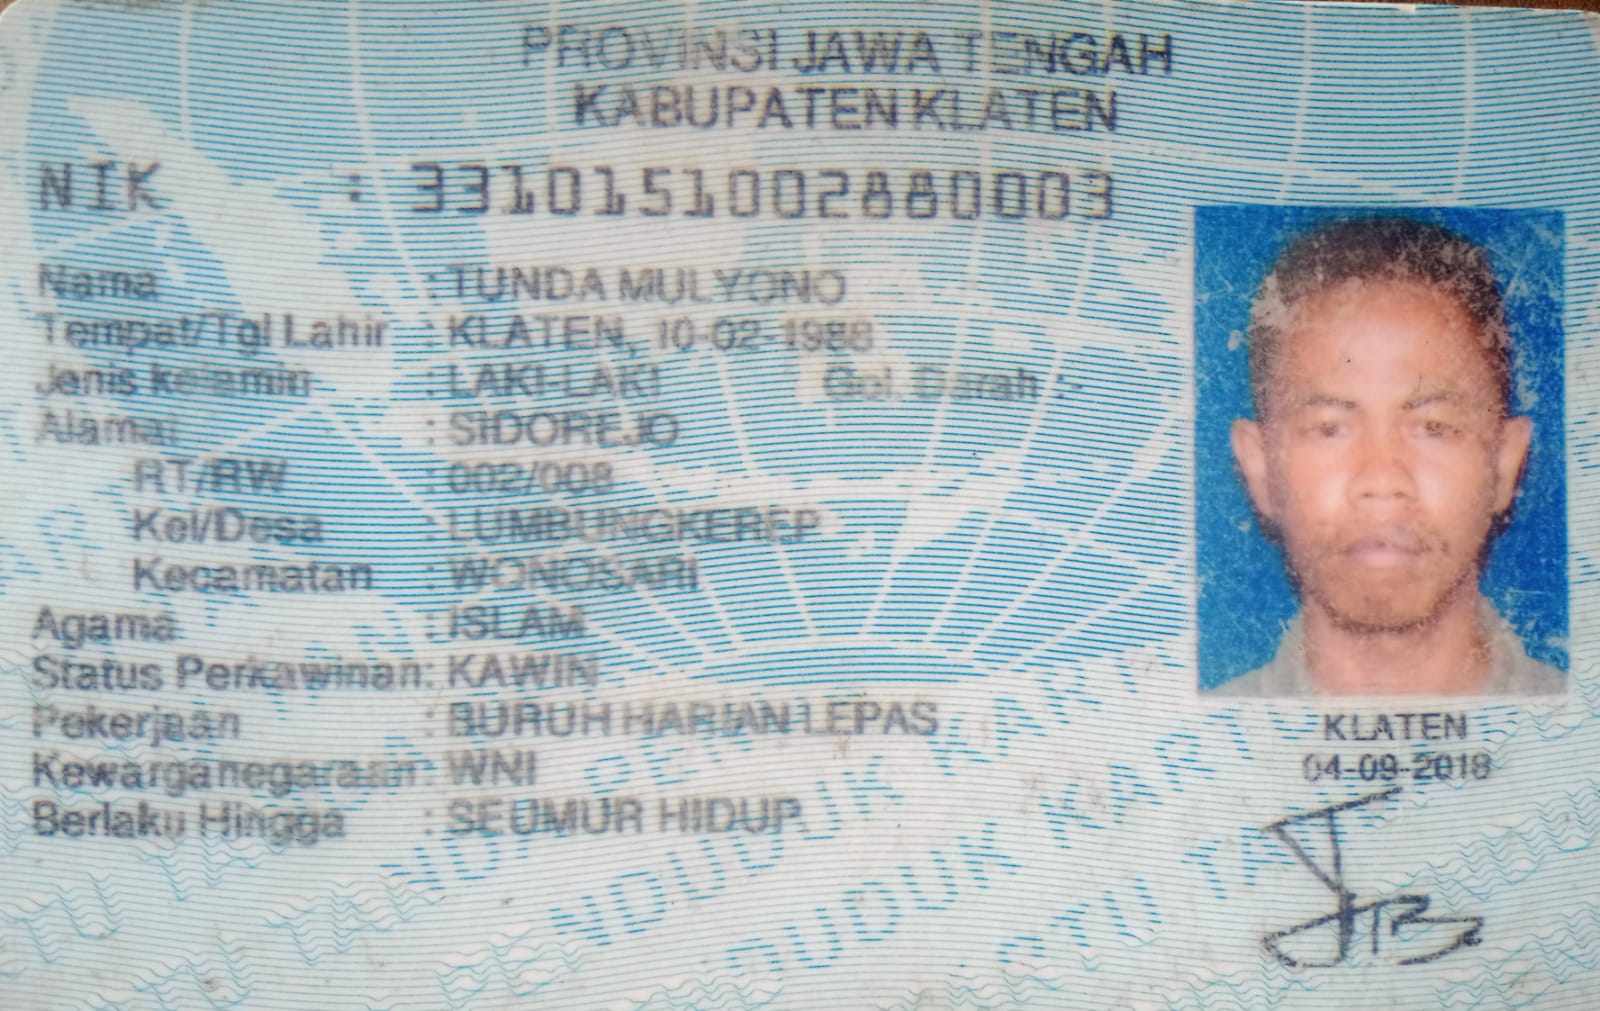 PROVINSI JAWA TENGAH
KABUPATEN KLATEN
NIK : 3310151002880003
Nama : TUNDA MULYONO
Tempat/Tgl Lahir : KLATEN, 10-02-1988
Jenis kelamin : LAKI-LAKI Gol. Darah : -
Alamat : SIDOREJO
RT/RW : 002/008
Kel/Desa : LUMBUNGKEREP
Kecamatan : WONOSARI
Agama : ISLAM
Status Perkawinan: KAWIN
Pekerjaan : BURUH HARIAN LEPAS
Kewarganegaraan: WNI
Berlaku Hingga : SEUMUR HIDUP
KLATEN
04-09-2018